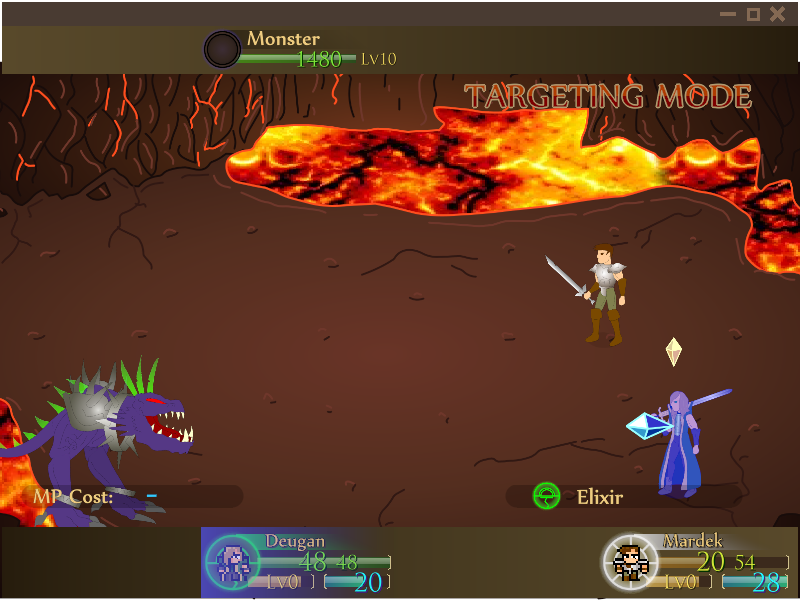 Monster
1480 Lv10
TARGETING MODE
MP Cost: -
Elixir
Deugan
48 48
Lv0 20
Mardek
20 54
Lv0 28